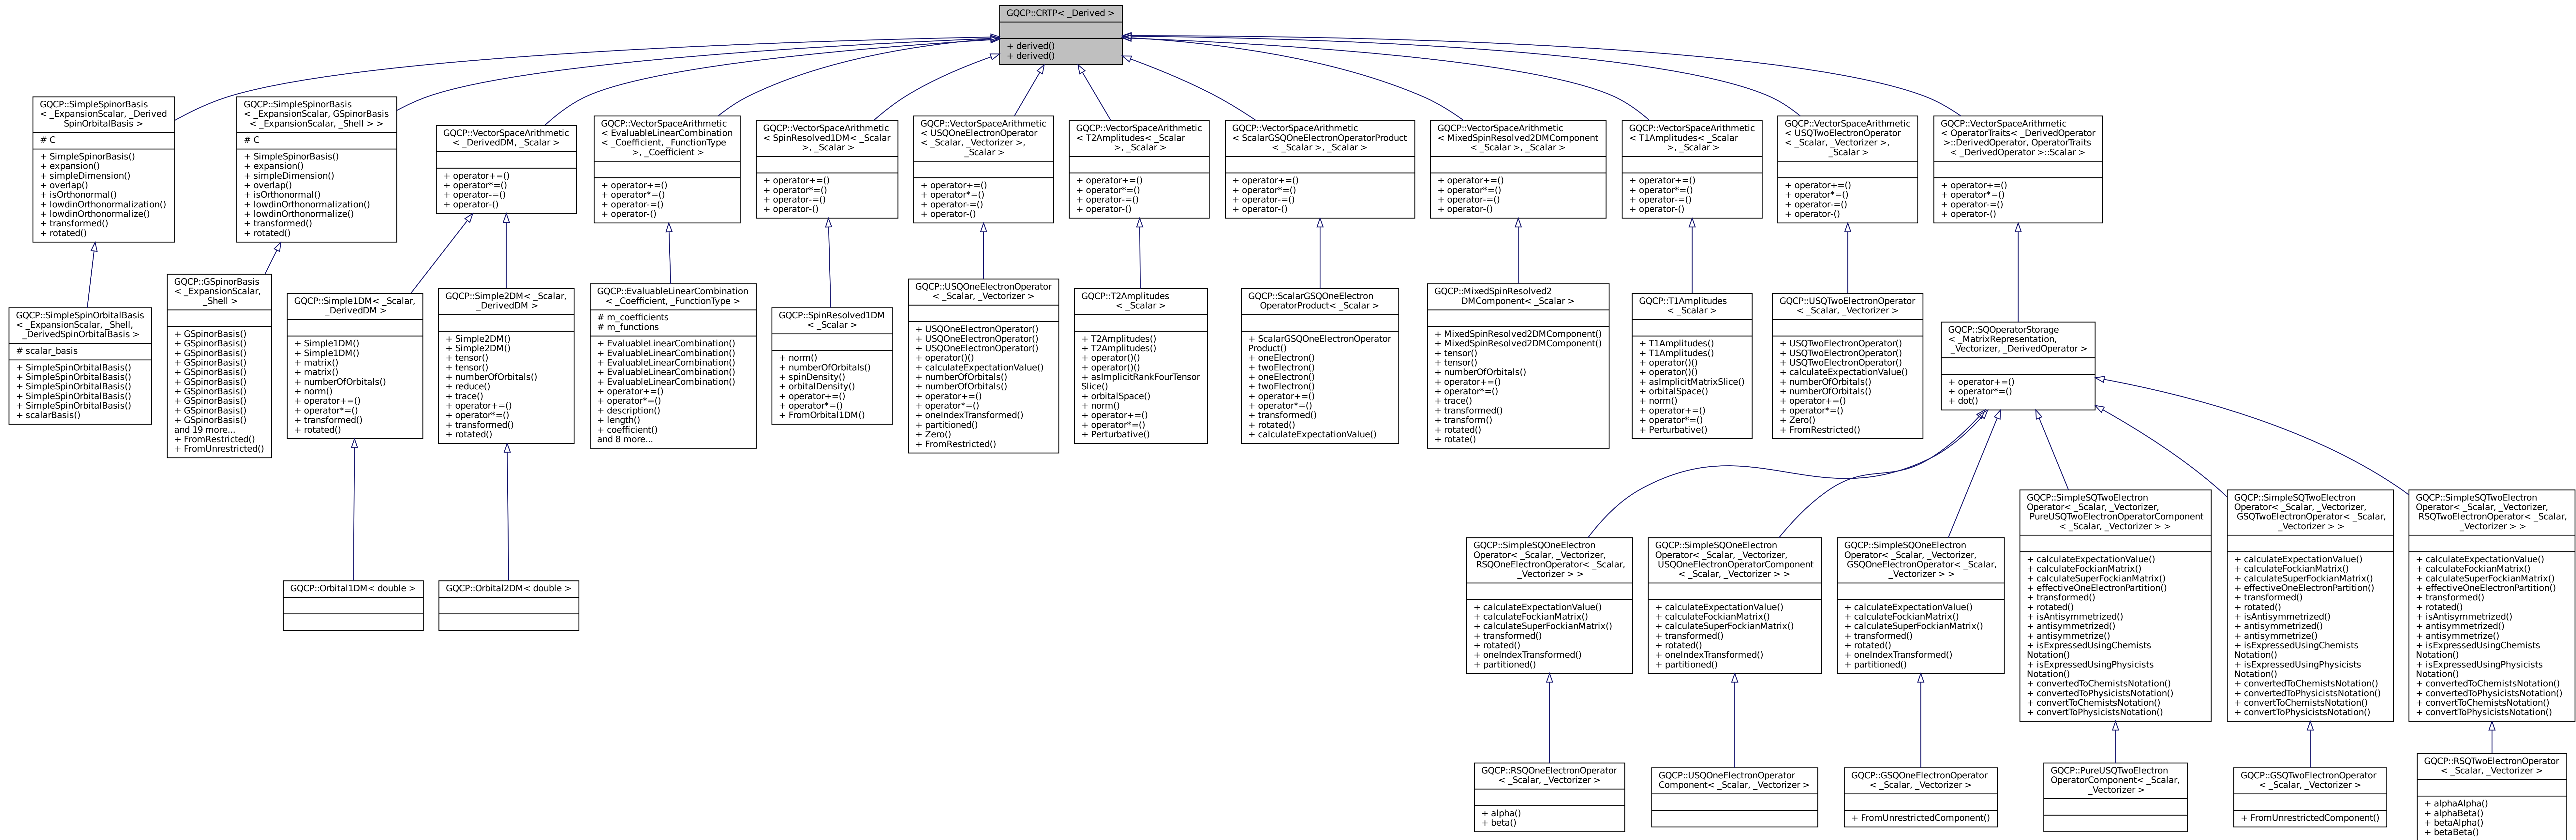 GQCP::CRTP< _Derived >
+ derived()
+ derived()
GQCP::SimpleSpinorBasis
< _ExpansionScalar, _Derived
SpinOrbitalBasis >
# C
+ SimpleSpinorBasis()
+ expansion()
+ simpleDimension()
+ overlap()
+ isOrthonormal()
+ lowdinOrthonormalization()
+ lowdinOrthonormalize()
+ transformed()
+ rotated()
GQCP::SimpleSpinorBasis
< _ExpansionScalar, GSpinorBasis
< _ExpansionScalar, _Shell > >
# C
+ SimpleSpinorBasis()
+ expansion()
+ simpleDimension()
+ overlap()
+ isOrthonormal()
+ lowdinOrthonormalization()
+ lowdinOrthonormalize()
+ transformed()
+ rotated()
GQCP::VectorSpaceArithmetic
< _DerivedDM, _Scalar >
+ operator+=()
+ operator*=()
+ operator-=()
+ operator-()
GQCP::VectorSpaceArithmetic
< EvaluableLinearCombination
< _Coefficient, _FunctionType
>, _Coefficient >
+ operator+=()
+ operator*=()
+ operator-=()
+ operator-()
GQCP::VectorSpaceArithmetic
< SpinResolved1DM< _Scalar
>, _Scalar >
+ operator+=()
+ operator*=()
+ operator-=()
+ operator-()
GQCP::VectorSpaceArithmetic
< USQOneElectronOperator
< _Scalar, _Vectorizer >,
_Scalar >
+ operator+=()
+ operator*=()
+ operator-=()
+ operator-()
GQCP::VectorSpaceArithmetic
< T2Amplitudes< _Scalar
>, _Scalar >
+ operator+=()
+ operator*=()
+ operator-=()
+ operator-()
GQCP::VectorSpaceArithmetic
< ScalarGSQOneElectronOperatorProduct
< _Scalar >, _Scalar >
+ operator+=()
+ operator*=()
+ operator-=()
+ operator-()
GQCP::VectorSpaceArithmetic
< MixedSpinResolved2DMComponent
< _Scalar >, _Scalar >
+ operator+=()
+ operator*=()
+ operator-=()
+ operator-()
GQCP::VectorSpaceArithmetic
< T1Amplitudes< _Scalar
>, _Scalar >
+ operator+=()
+ operator*=()
+ operator-=()
+ operator-()
GQCP::VectorSpaceArithmetic
< USQTwoElectronOperator
< _Scalar, _Vectorizer >,
_Scalar >
+ operator+=()
+ operator*=()
+ operator-=()
+ operator-()
GQCP::VectorSpaceArithmetic
< OperatorTraits< _DerivedOperator
>::DerivedOperator, OperatorTraits
< _DerivedOperator >::Scalar >
+ operator+=()
+ operator*=()
+ operator-=()
+ operator-()
GQCP::SimpleSpinOrbitalBasis
< _ExpansionScalar, _Shell,
_DerivedSpinOrbitalBasis >
# scalar_basis
+ SimpleSpinOrbitalBasis()
+ SimpleSpinOrbitalBasis()
+ SimpleSpinOrbitalBasis()
+ SimpleSpinOrbitalBasis()
+ SimpleSpinOrbitalBasis()
+ scalarBasis()
GQCP::GSpinorBasis
< _ExpansionScalar,
_Shell >
+ GSpinorBasis()
+ GSpinorBasis()
+ GSpinorBasis()
+ GSpinorBasis()
+ GSpinorBasis()
+ GSpinorBasis()
+ GSpinorBasis()
+ GSpinorBasis()
+ GSpinorBasis()
+ GSpinorBasis()
and 19 more...
+ FromRestricted()
+ FromUnrestricted()
GQCP::Simple1DM< _Scalar,
_DerivedDM >
+ Simple1DM()
+ Simple1DM()
+ matrix()
+ matrix()
+ numberOfOrbitals()
+ norm()
+ operator+=()
+ operator*=()
+ transformed()
+ rotated()
GQCP::Simple2DM< _Scalar,
_DerivedDM >
+ Simple2DM()
+ Simple2DM()
+ tensor()
+ tensor()
+ numberOfOrbitals()
+ reduce()
+ trace()
+ operator+=()
+ operator*=()
+ transformed()
+ rotated()
GQCP::EvaluableLinearCombination
< _Coefficient, _FunctionType >
# m_coefficients
# m_functions
+ EvaluableLinearCombination()
+ EvaluableLinearCombination()
+ EvaluableLinearCombination()
+ EvaluableLinearCombination()
+ EvaluableLinearCombination()
+ operator+=()
+ operator*=()
+ description()
+ length()
+ coefficient()
and 8 more...
GQCP::SpinResolved1DM
< _Scalar >
+ norm()
+ numberOfOrbitals()
+ spinDensity()
+ orbitalDensity()
+ operator+=()
+ operator*=()
+ FromOrbital1DM()
GQCP::USQOneElectronOperator
< _Scalar, _Vectorizer >
+ USQOneElectronOperator()
+ USQOneElectronOperator()
+ USQOneElectronOperator()
+ operator()()
+ calculateExpectationValue()
+ numberOfOrbitals()
+ numberOfOrbitals()
+ operator+=()
+ operator*=()
+ oneIndexTransformed()
+ partitioned()
+ Zero()
+ FromRestricted()
GQCP::T2Amplitudes
< _Scalar >
+ T2Amplitudes()
+ T2Amplitudes()
+ operator()()
+ operator()()
+ asImplicitRankFourTensor
Slice()
+ orbitalSpace()
+ norm()
+ operator+=()
+ operator*=()
+ Perturbative()
GQCP::ScalarGSQOneElectron
OperatorProduct< _Scalar >
+ ScalarGSQOneElectronOperator
Product()
+ oneElectron()
+ twoElectron()
+ oneElectron()
+ twoElectron()
+ operator+=()
+ operator*=()
+ transformed()
+ rotated()
+ calculateExpectationValue()
GQCP::MixedSpinResolved2
DMComponent< _Scalar >
+ MixedSpinResolved2DMComponent()
+ MixedSpinResolved2DMComponent()
+ tensor()
+ tensor()
+ numberOfOrbitals()
+ operator+=()
+ operator*=()
+ trace()
+ transformed()
+ transform()
+ rotated()
+ rotate()
GQCP::T1Amplitudes
< _Scalar >
+ T1Amplitudes()
+ T1Amplitudes()
+ operator()()
+ operator()()
+ asImplicitMatrixSlice()
+ orbitalSpace()
+ norm()
+ operator+=()
+ operator*=()
+ Perturbative()
GQCP::USQTwoElectronOperator
< _Scalar, _Vectorizer >
+ USQTwoElectronOperator()
+ USQTwoElectronOperator()
+ USQTwoElectronOperator()
+ calculateExpectationValue()
+ numberOfOrbitals()
+ numberOfOrbitals()
+ operator+=()
+ operator*=()
+ Zero()
+ FromRestricted()
GQCP::SQOperatorStorage
< _MatrixRepresentation,
_Vectorizer, _DerivedOperator >
+ operator+=()
+ operator*=()
+ dot()
GQCP::Orbital1DM< double >
GQCP::Orbital2DM< double >
GQCP::SimpleSQOneElectron
Operator< _Scalar, _Vectorizer,
RSQOneElectronOperator< _Scalar,
_Vectorizer > >
+ calculateExpectationValue()
+ calculateFockianMatrix()
+ calculateSuperFockianMatrix()
+ transformed()
+ rotated()
+ oneIndexTransformed()
+ partitioned()
GQCP::SimpleSQOneElectron
Operator< _Scalar, _Vectorizer,
USQOneElectronOperatorComponent
< _Scalar, _Vectorizer > >
+ calculateExpectationValue()
+ calculateFockianMatrix()
+ calculateSuperFockianMatrix()
+ transformed()
+ rotated()
+ oneIndexTransformed()
+ partitioned()
GQCP::SimpleSQOneElectron
Operator< _Scalar, _Vectorizer,
GSQOneElectronOperator< _Scalar,
_Vectorizer > >
+ calculateExpectationValue()
+ calculateFockianMatrix()
+ calculateSuperFockianMatrix()
+ transformed()
+ rotated()
+ oneIndexTransformed()
+ partitioned()
GQCP::SimpleSQTwoElectron
Operator< _Scalar, _Vectorizer,
PureUSQTwoElectronOperatorComponent
< _Scalar, _Vectorizer > >
+ calculateExpectationValue()
+ calculateFockianMatrix()
+ calculateSuperFockianMatrix()
+ effectiveOneElectronPartition()
+ transformed()
+ rotated()
+ isAntisymmetrized()
+ antisymmetrized()
+ antisymmetrize()
+ isExpressedUsingChemists
Notation()
+ isExpressedUsingPhysicists
Notation()
+ convertedToChemistsNotation()
+ convertedToPhysicistsNotation()
+ convertToChemistsNotation()
+ convertToPhysicistsNotation()
GQCP::SimpleSQTwoElectron
Operator< _Scalar, _Vectorizer,
GSQTwoElectronOperator< _Scalar,
_Vectorizer > >
+ calculateExpectationValue()
+ calculateFockianMatrix()
+ calculateSuperFockianMatrix()
+ effectiveOneElectronPartition()
+ transformed()
+ rotated()
+ isAntisymmetrized()
+ antisymmetrized()
+ antisymmetrize()
+ isExpressedUsingChemists
Notation()
+ isExpressedUsingPhysicists
Notation()
+ convertedToChemistsNotation()
+ convertedToPhysicistsNotation()
+ convertToChemistsNotation()
+ convertToPhysicistsNotation()
GQCP::SimpleSQTwoElectron
Operator< _Scalar, _Vectorizer,
RSQTwoElectronOperator< _Scalar,
_Vectorizer > >
+ calculateExpectationValue()
+ calculateFockianMatrix()
+ calculateSuperFockianMatrix()
+ effectiveOneElectronPartition()
+ transformed()
+ rotated()
+ isAntisymmetrized()
+ antisymmetrized()
+ antisymmetrize()
+ isExpressedUsingChemists
Notation()
+ isExpressedUsingPhysicists
Notation()
+ convertedToChemistsNotation()
+ convertedToPhysicistsNotation()
+ convertToChemistsNotation()
+ convertToPhysicistsNotation()
GQCP::RSQOneElectronOperator
< _Scalar, _Vectorizer >
+ alpha()
+ beta()
GQCP::USQOneElectronOperator
Component< _Scalar, _Vectorizer >
GQCP::GSQOneElectronOperator
< _Scalar, _Vectorizer >
+ FromUnrestrictedComponent()
GQCP::PureUSQTwoElectron
OperatorComponent< _Scalar,
_Vectorizer >
GQCP::GSQTwoElectronOperator
< _Scalar, _Vectorizer >
+ FromUnrestrictedComponent()
GQCP::RSQTwoElectronOperator
< _Scalar, _Vectorizer >
+ alphaAlpha()
+ alphaBeta()
+ betaAlpha()
+ betaBeta()